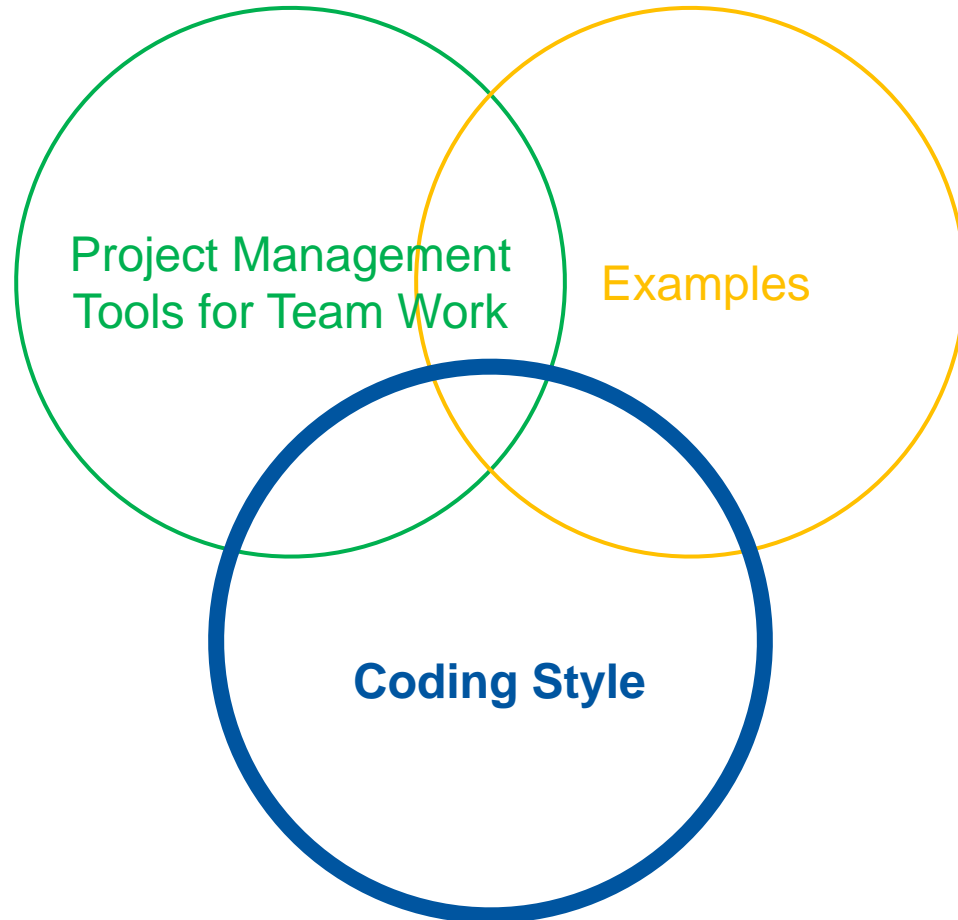 Project Management
Tools for Team Work
Examples
Coding Style